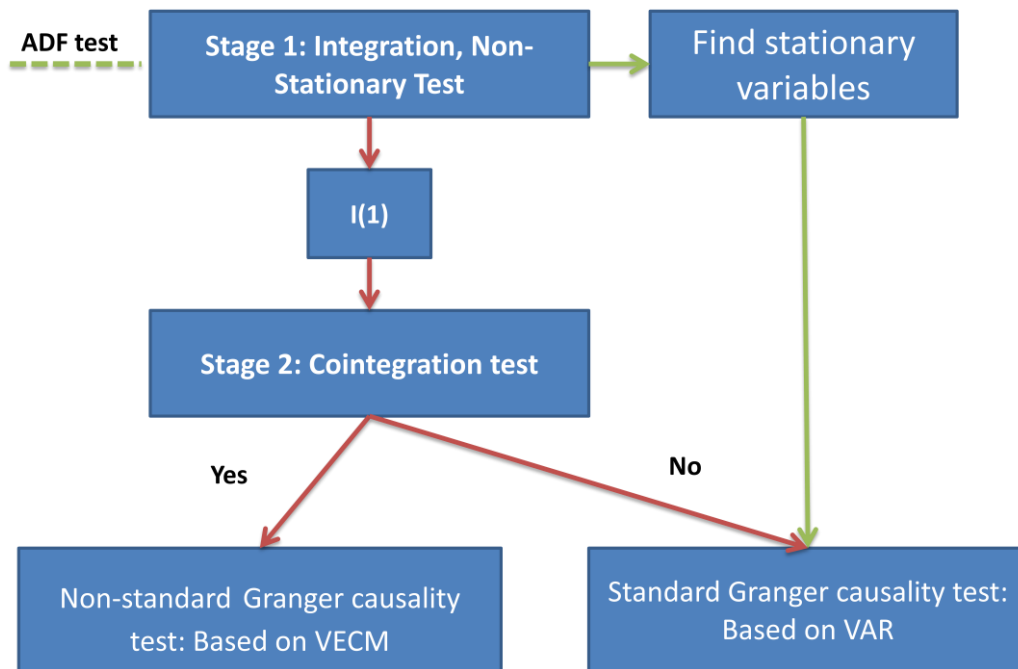 ADF test
Stage 1: Integration, Non-
Stationary Test
Find stationary
variables
I(1)
Stage 2: Cointegration test
Yes
No
Non-standard Granger causality
test: Based on VECM
Standard Granger causality test:
Based on VAR